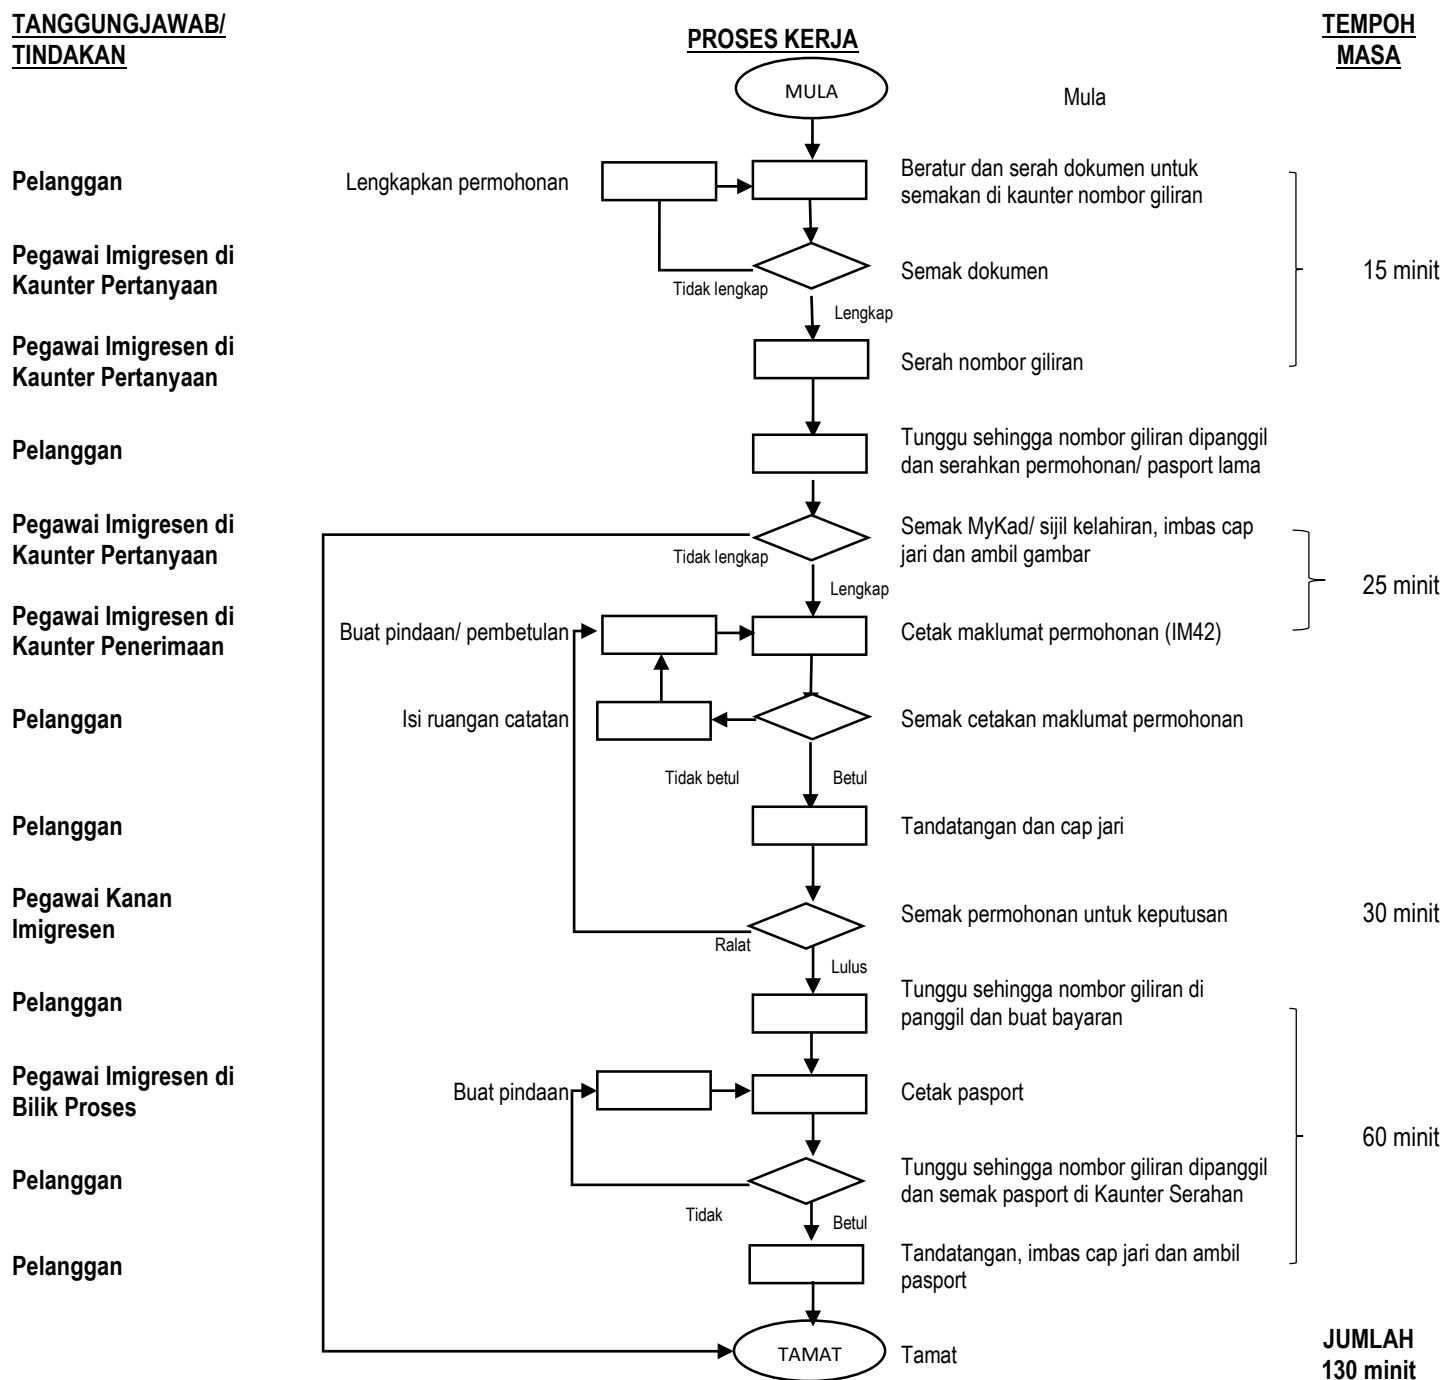 TANGGUNGJAWAB/
TINDAKAN
PROSES KERJA
TEMPOH
MASA
MULA
Mula
Pelanggan
Lengkapkan permohonan
Beratur dan serah dokumen untuk
semakan di kaunter nombor giliran
Pegawai Imigresen di
Kaunter Pertanyaan
Tidak lengkap
Semak dokumen
15 minit
Lengkap
Pegawai Imigresen di
Kaunter Pertanyaan
Serah nombor giliran
Pelanggan
Tunggu sehingga nombor giliran dipanggil
dan serahkan permohonan/ pasport lama
Pegawai Imigresen di
Kaunter Pertanyaan
Tidak lengkap
Semak MyKad/ sijil kelahiran, imbas cap
jari dan ambil gambar
Lengkap
25 minit
Pegawai Imigresen di
Kaunter Penerimaan
Buat pindaan/ pembetulan
Cetak maklumat permohonan (IM42)
Pelanggan
Isi ruangan catatan
Semak cetakan maklumat permohonan
Tidak betul
Betul
Pelanggan
Tandatangan dan cap jari
Pegawai Kanan
Imigresen
Ralat
Semak permohonan untuk keputusan
30 minit
Lulus
Pelanggan
Tunggu sehingga nombor giliran di
panggil dan buat bayaran
Pegawai Imigresen di
Bilik Proses
Buat pindaan
Cetak pasport
60 minit
Pelanggan
Tunggu sehingga nombor giliran dipanggil
dan semak pasport di Kaunter Serahan
Tidak
Betul
Pelanggan
Tandatangan, imbas cap jari dan ambil
pasport
TAMAT
Tamat
JUMLAH
130 minit